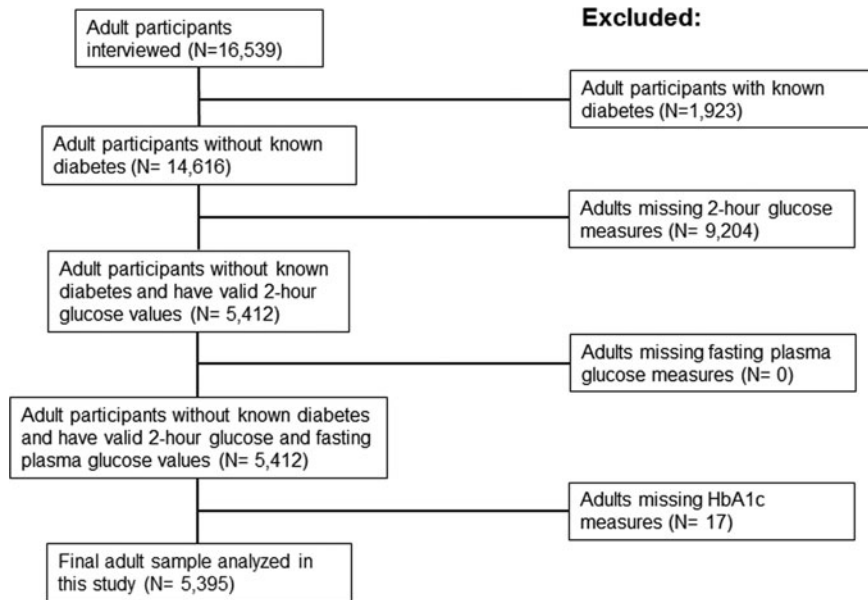 Adult participants
interviewed (N=16,539)
Excluded:
Adult participants with known
diabetes (N=1,923)
Adult participants without known
diabetes (N= 14,616)
Adults missing 2-hour glucose
measures (N= 9,204)
Adult participants without known
diabetes and have valid 2-hour
glucose values (N= 5,412)
Adults missing fasting plasma
glucose measures (N= 0)
Adult participants without known diabetes
and have valid 2-hour glucose and fasting
plasma glucose values (N= 5,412)
Adults missing HbA1c
measures (N= 17)
Final adult sample analyzed in
this study (N= 5,395)